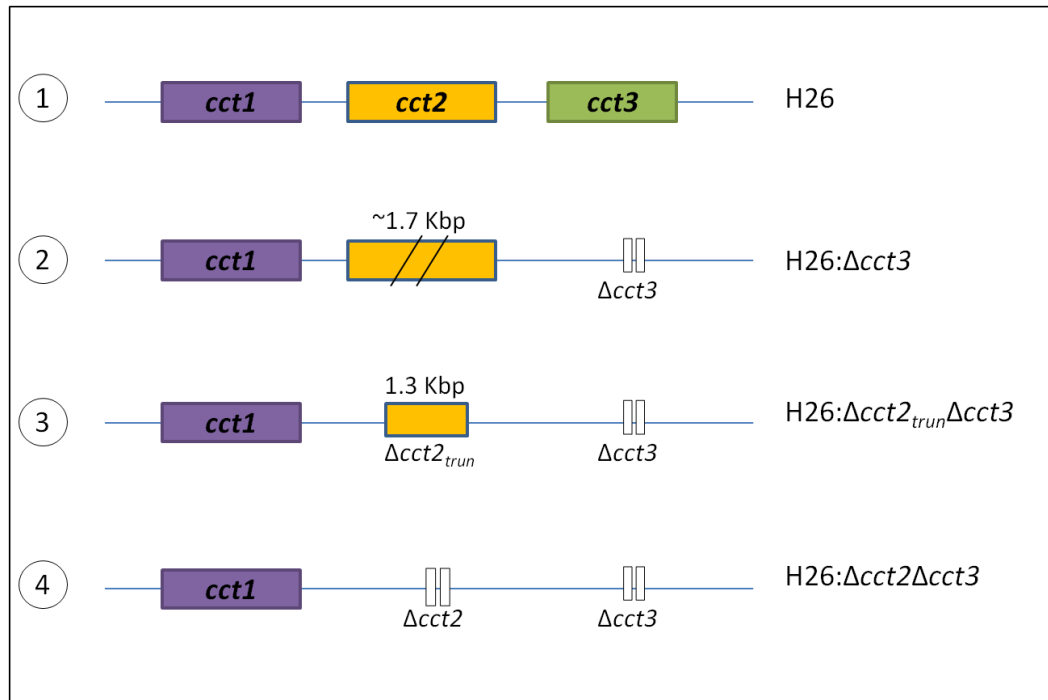 1 cct1 cct2 cct3 H26
~1.7 Kbp
2 cct1 H26:Δcct3
Δcct3
1.3 Kbp
3 cct1 H26:Δcct2trunΔcct3
Δcct2trun Δcct3
4 cct1 H26:Δcct2Δcct3
Δcct2 Δcct3